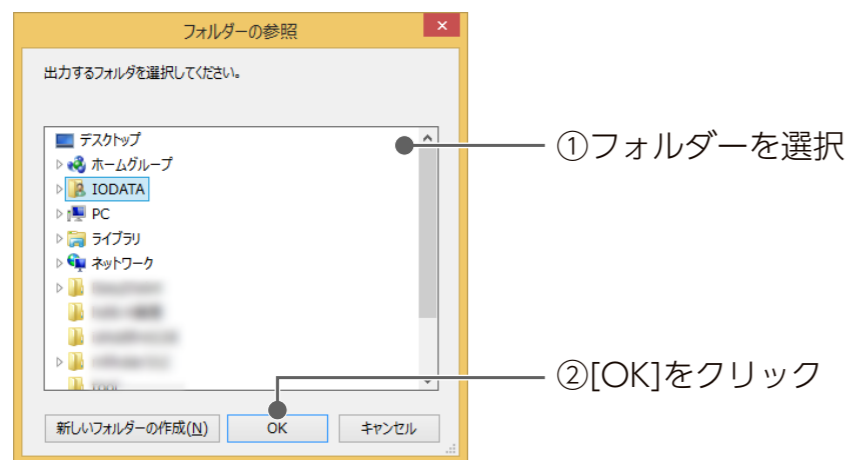 フォルダーの参照
出力するフォルダを選択してください。
デスクトップ
ホームグループ
①フォルダーを選択
IODATA
PC
ライブラリ
ネットワーク
②[OK]をクリック
新しいフォルダーの作成(N)
OK
キャンセル